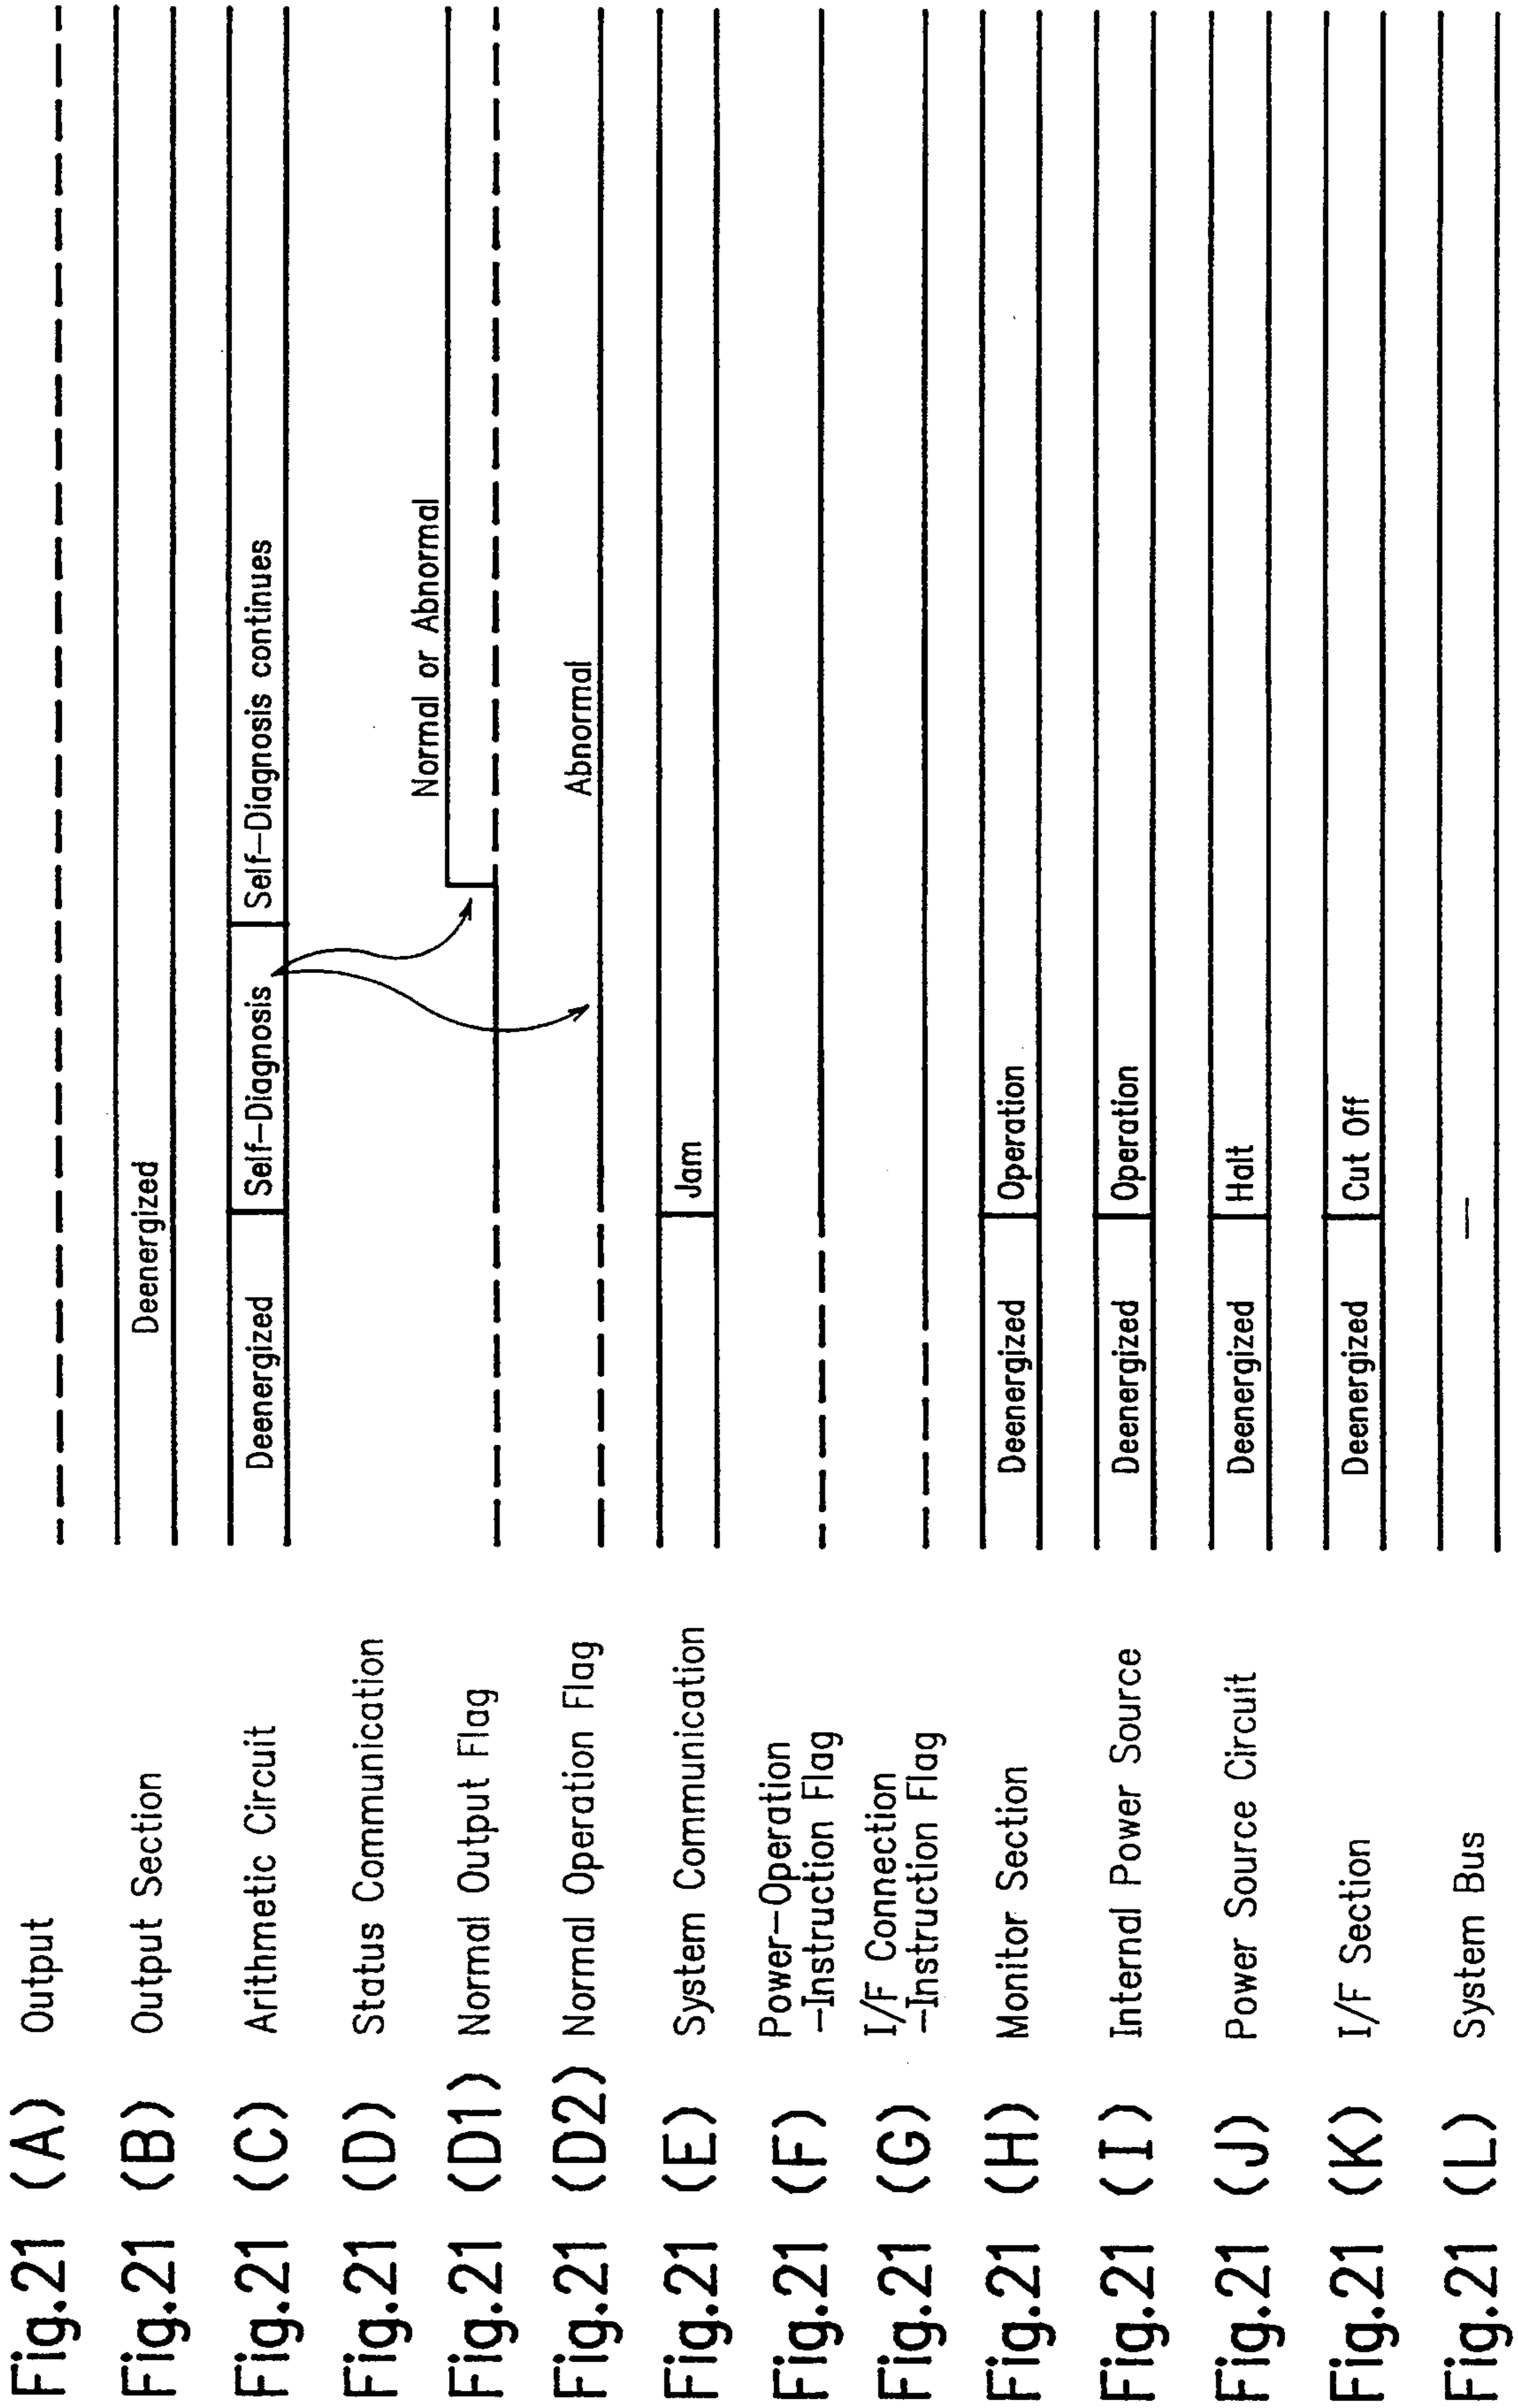 Fig.21 (A) Output
Fig.21 (B) Output Section
Deenergized
Fig.21 (C) Arithmetic Circuit
Deenergized
Self-Diagnosis
Self-Diagnosis continues
Fig.21 (D) Status Communication
Fig.21 (D1) Normal Output Flag
Normal or Abnormal
Fig.21 (D2) Normal Operation Flag
Abnormal
Fig.21 (E) System Communication
Jam
Fig.21 (F) Power-Operation
-Instruction Flag
Fig.21 (G) I/F Connection
-Instruction Flag
Fig.21 (H) Monitor Section
Deenergized
Operation
Fig.21 (I) Internal Power Source
Deenergized
Operation
Fig.21 (J) Power Source Circuit
Deenergized
Halt
Fig.21 (K) I/F Section
Deenergized
Cut Off
Fig.21 (L) System Bus
—